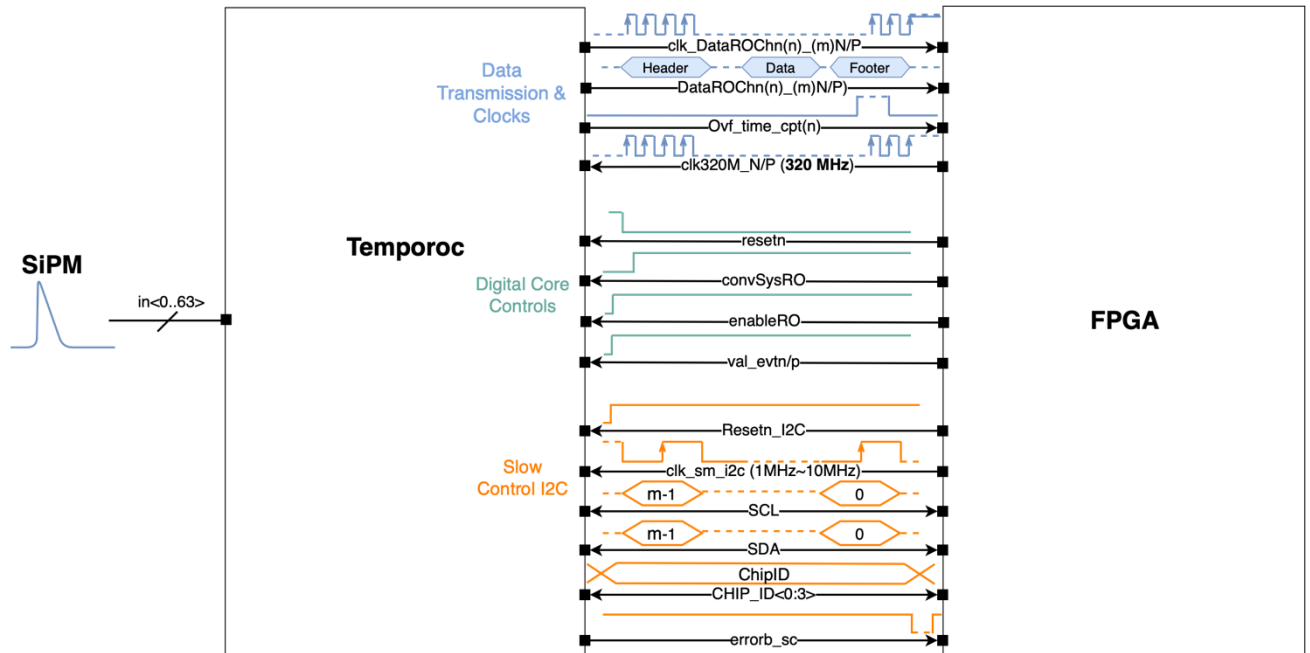 clk_DataROChn(n)_(m)N/P
Header
Data
Footer
Data
Transmission &
Clocks
DataROChn(n)_(m)N/P)
Ovf_time_cpt(n)
clk320M_N/P (320 MHz)
Temporoc
resetn
SiPM
Digital Core
Controls
convSysRO
in<0..63>
enableRO
FPGA
val_evtn/p
Resetn_I2C
Slow
Control I2C
clk_sm_i2c (1MHz~10MHz)
m-1
0
SCL
m-1
0
SDA
ChipID
CHIP_ID<0:3>
errorb_sc